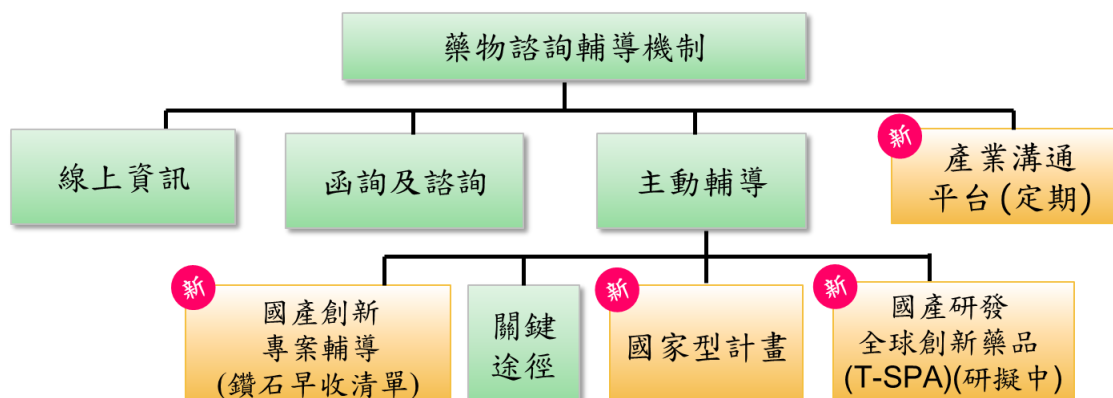 藥物諮詢輔導機制
線上資訊
函詢及諮詢
主動輔導
新
產業溝通
平台(定期)
新
國產創新
專案輔導
(鑽石早收清單)
關鍵
途徑
新
國家型計畫
新
國產研發
全球創新藥品
(T-SPA)(研擬中)